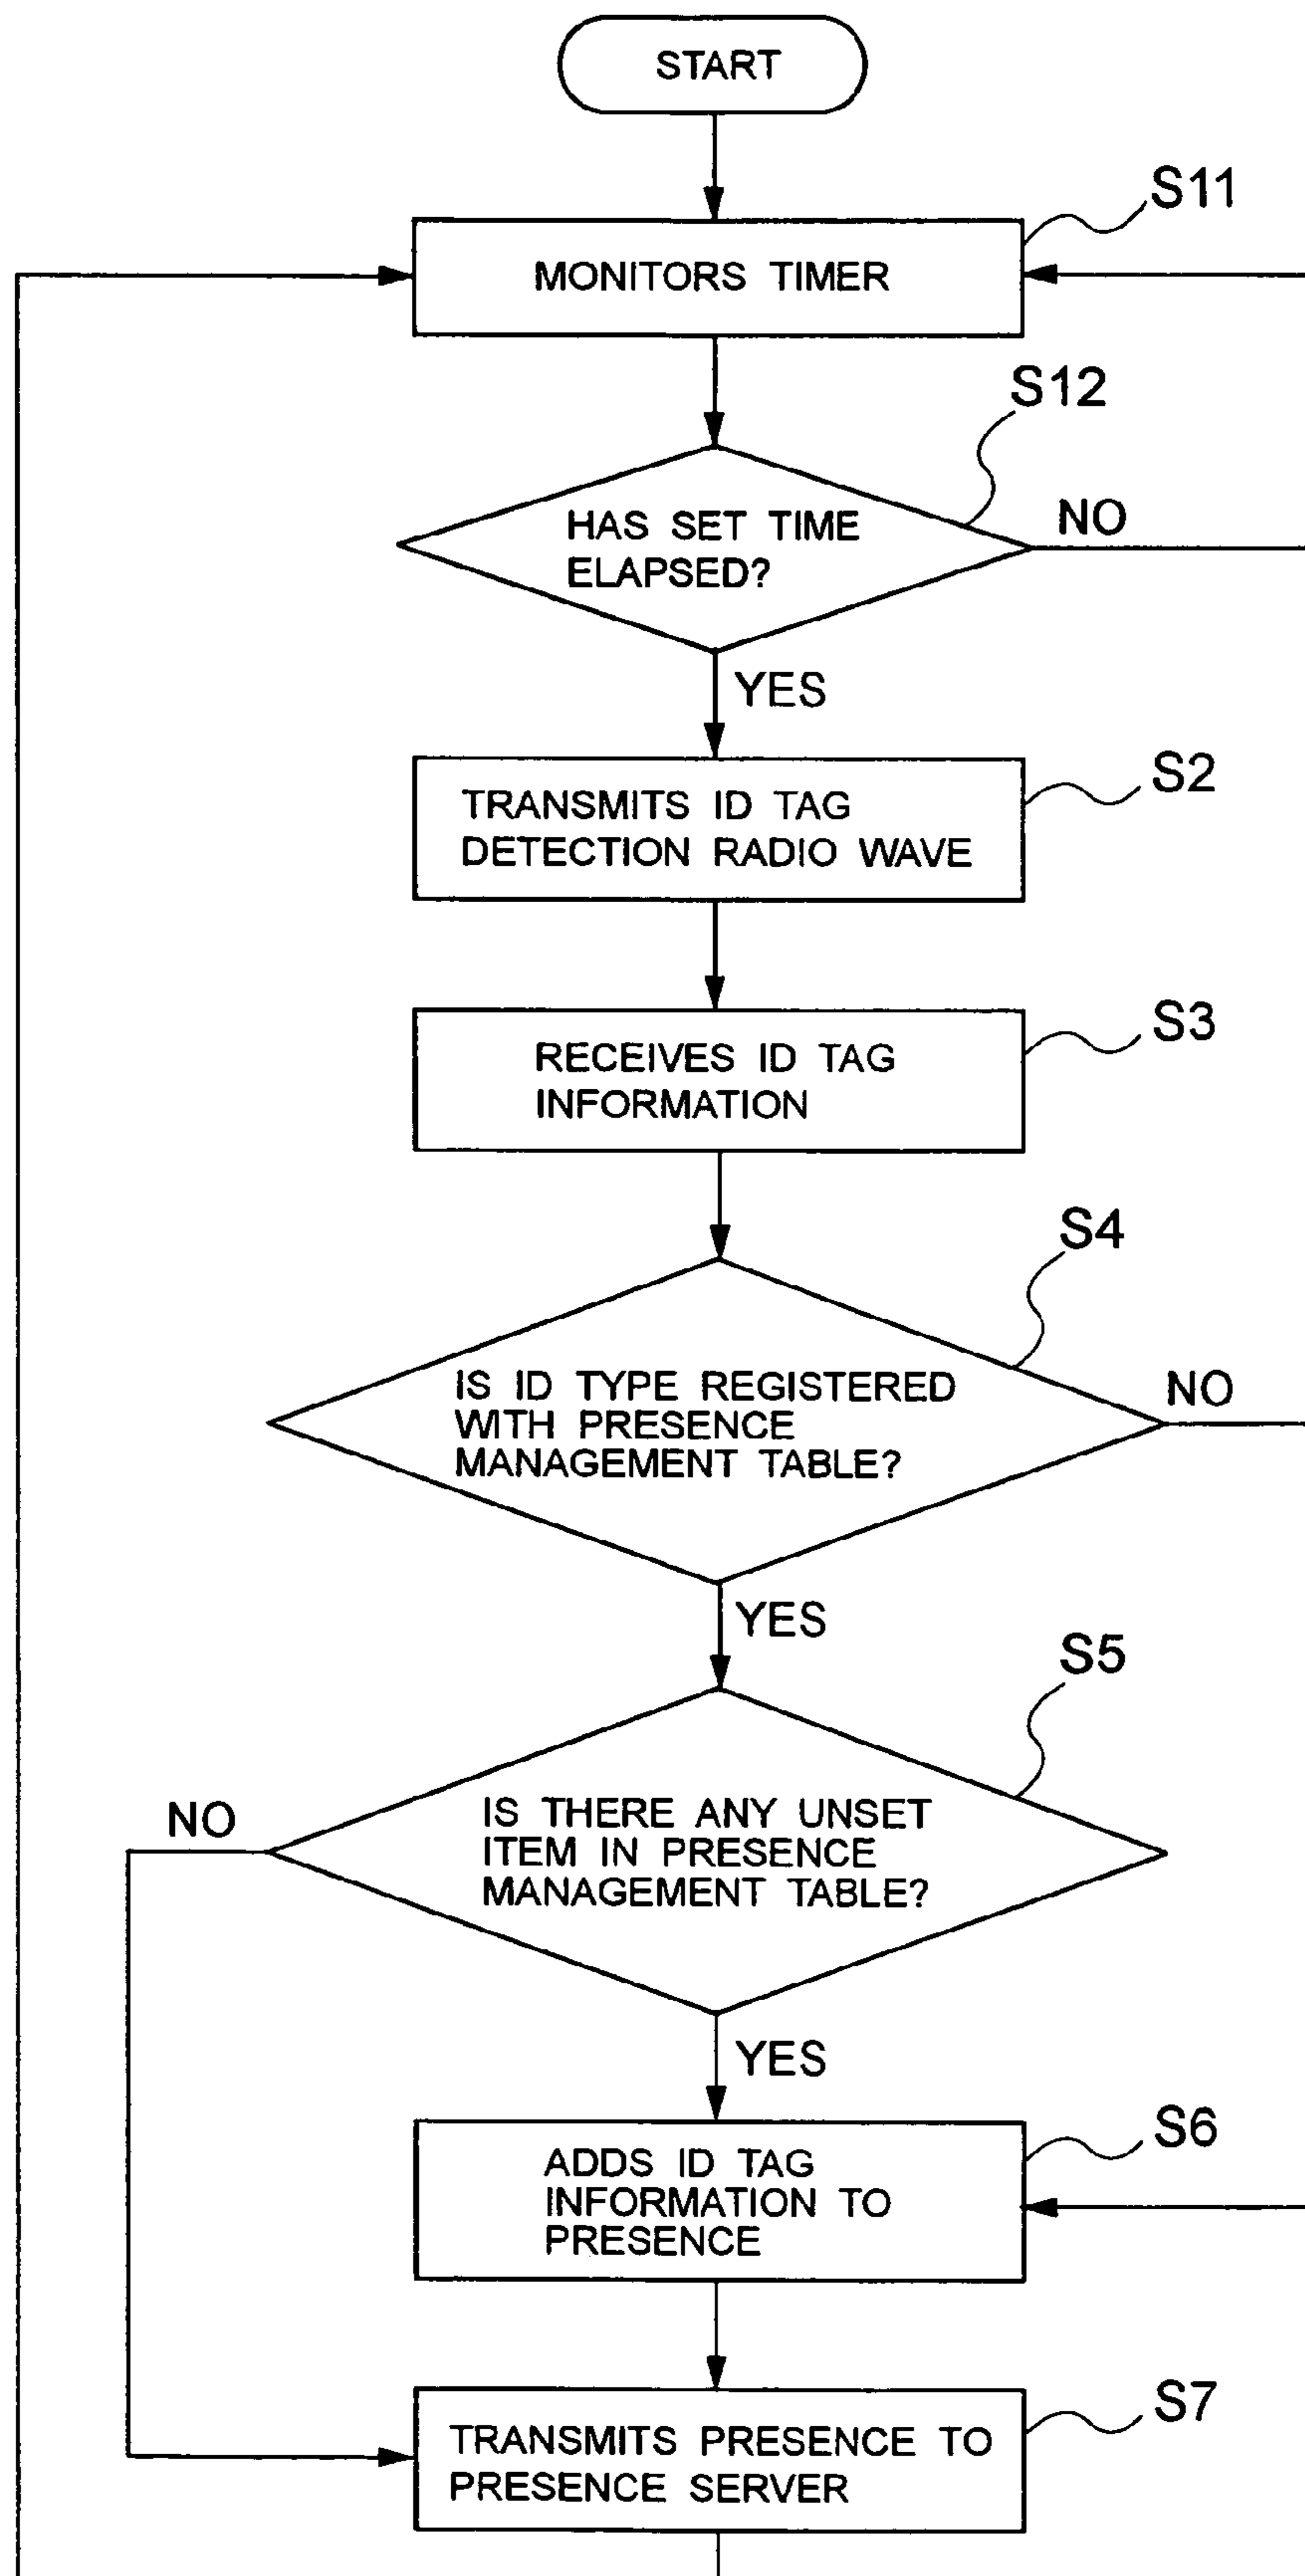 START
S11
MONITORS TIMER
S12
HAS SET TIME
ELAPSED?
NO
YES
S2
TRANSMITS ID TAG
DETECTION RADIO WAVE
S3
RECEIVES ID TAG
INFORMATION
S4
IS ID TYPE REGISTERED
WITH PRESENCE
MANAGEMENT TABLE?
NO
YES
S5
IS THERE ANY UNSET
ITEM IN PRESENCE
MANAGEMENT TABLE?
NO
YES
S6
ADDS ID TAG
INFORMATION TO
PRESENCE
S7
TRANSMITS PRESENCE TO
PRESENCE SERVER